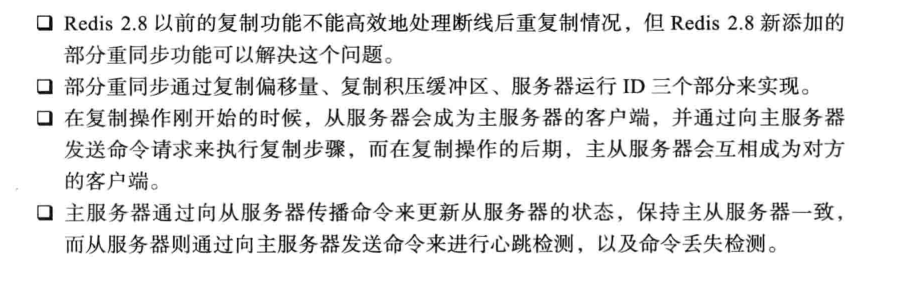 ❑ Redis 2.8 以前的复制功能不能高效地处理断线后重复制情况，但 Redis 2.8 新添加的
部分重同步功能可以解决这个问题。
❑ 部分重同步通过复制偏移量、复制积压缓冲区、服务器运行 ID 三个部分来实现。
❑ 在复制操作刚开始的时候，从服务器会成为主服务器的客户端，并通过向主服务器
发送命令请求来执行复制步骤，而在复制操作的后期，主从服务器会互相成为对方
的客户端。
❑ 主服务器通过向从服务器传播命令来更新从服务器的状态，保持主从服务器一致，
而从服务器则通过向主服务器发送命令来进行心跳检测，以及命令丢失检测。